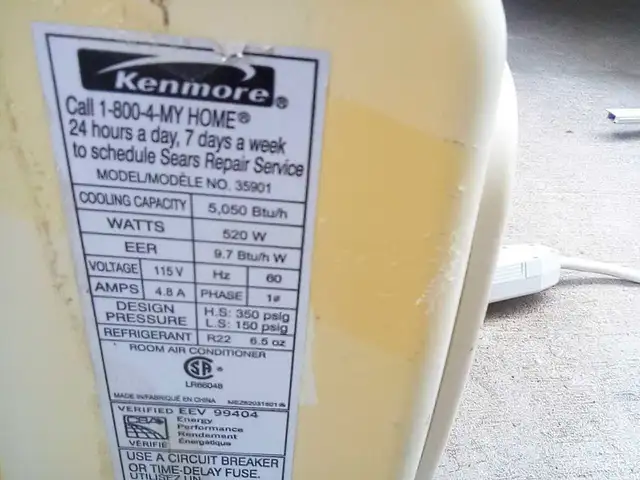 Kenmore®
Call 1-800-4-MY HOME®
24 hours a day, 7 days a week
to schedule Sears Repair Service
MODEL/MODÈLE NO. 35901
COOLING CAPACITY 5,050 Btu/h
WATTS 520 W
EER 9.7 Btu/h W
VOLTAGE 115 V Hz 60
AMPS 4.8 A PHASE 1ø
DESIGN PRESSURE H.S: 350 psig
L.S: 150 psig
REFRIGERANT R22 6.5 oz
ROOM AIR CONDITIONER
LR66048
MADE IN/FABRIQUÉ EN CHINA
VERIFIED EEV 99404
Energy
Performance
Rendement
Énergétique
VERIFIÉ
USE A CIRCUIT BREAKER
OR TIME-DELAY FUSE.
UTILISEZ UN